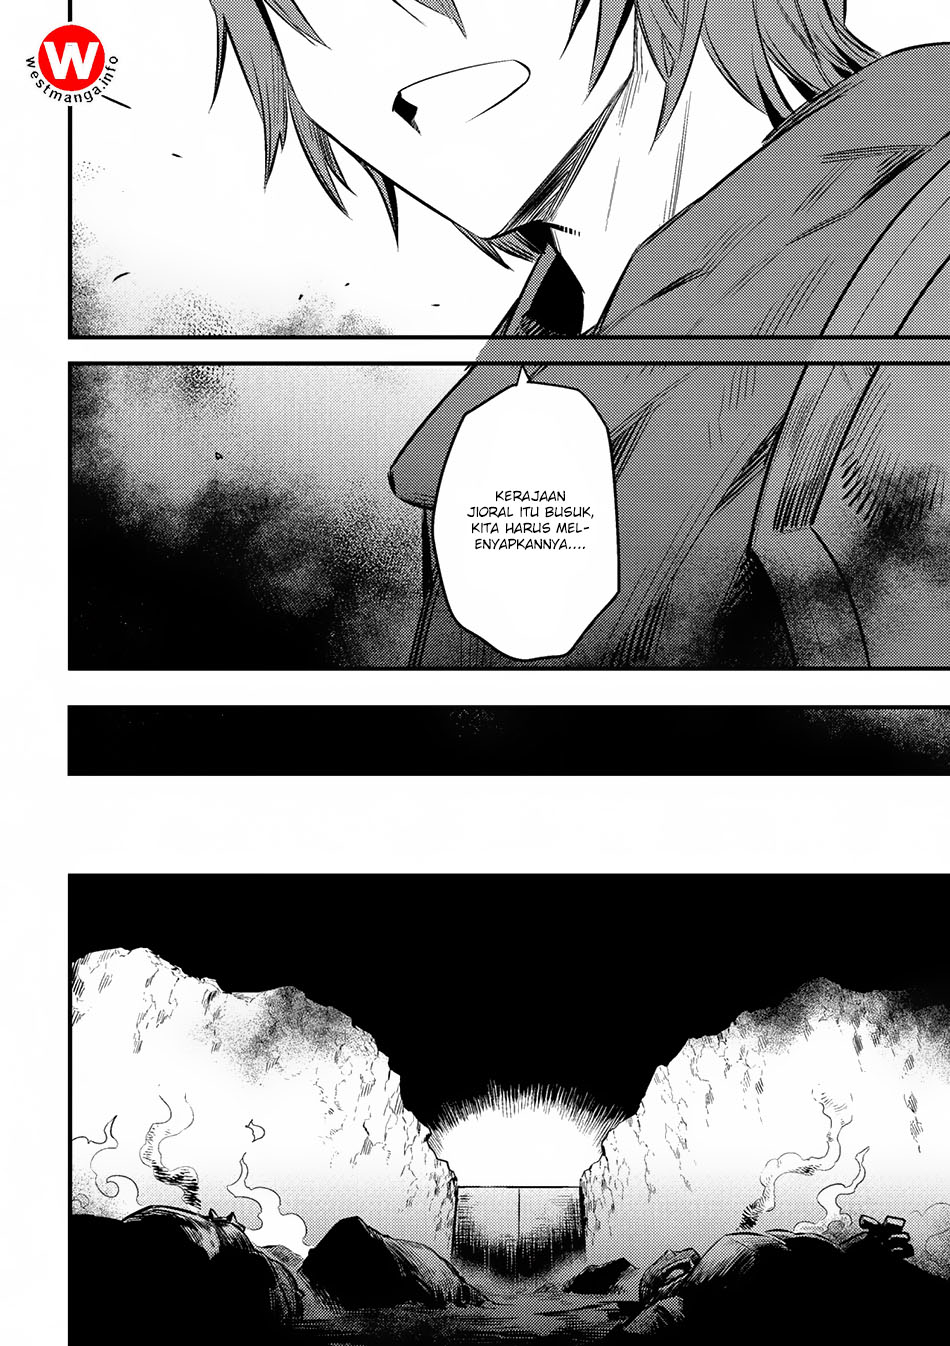 W
westmanga.info
KERAJAAN
JIORAL ITU BUSUK,
KITA HARUS MEL-
ENYAPKANNYA....